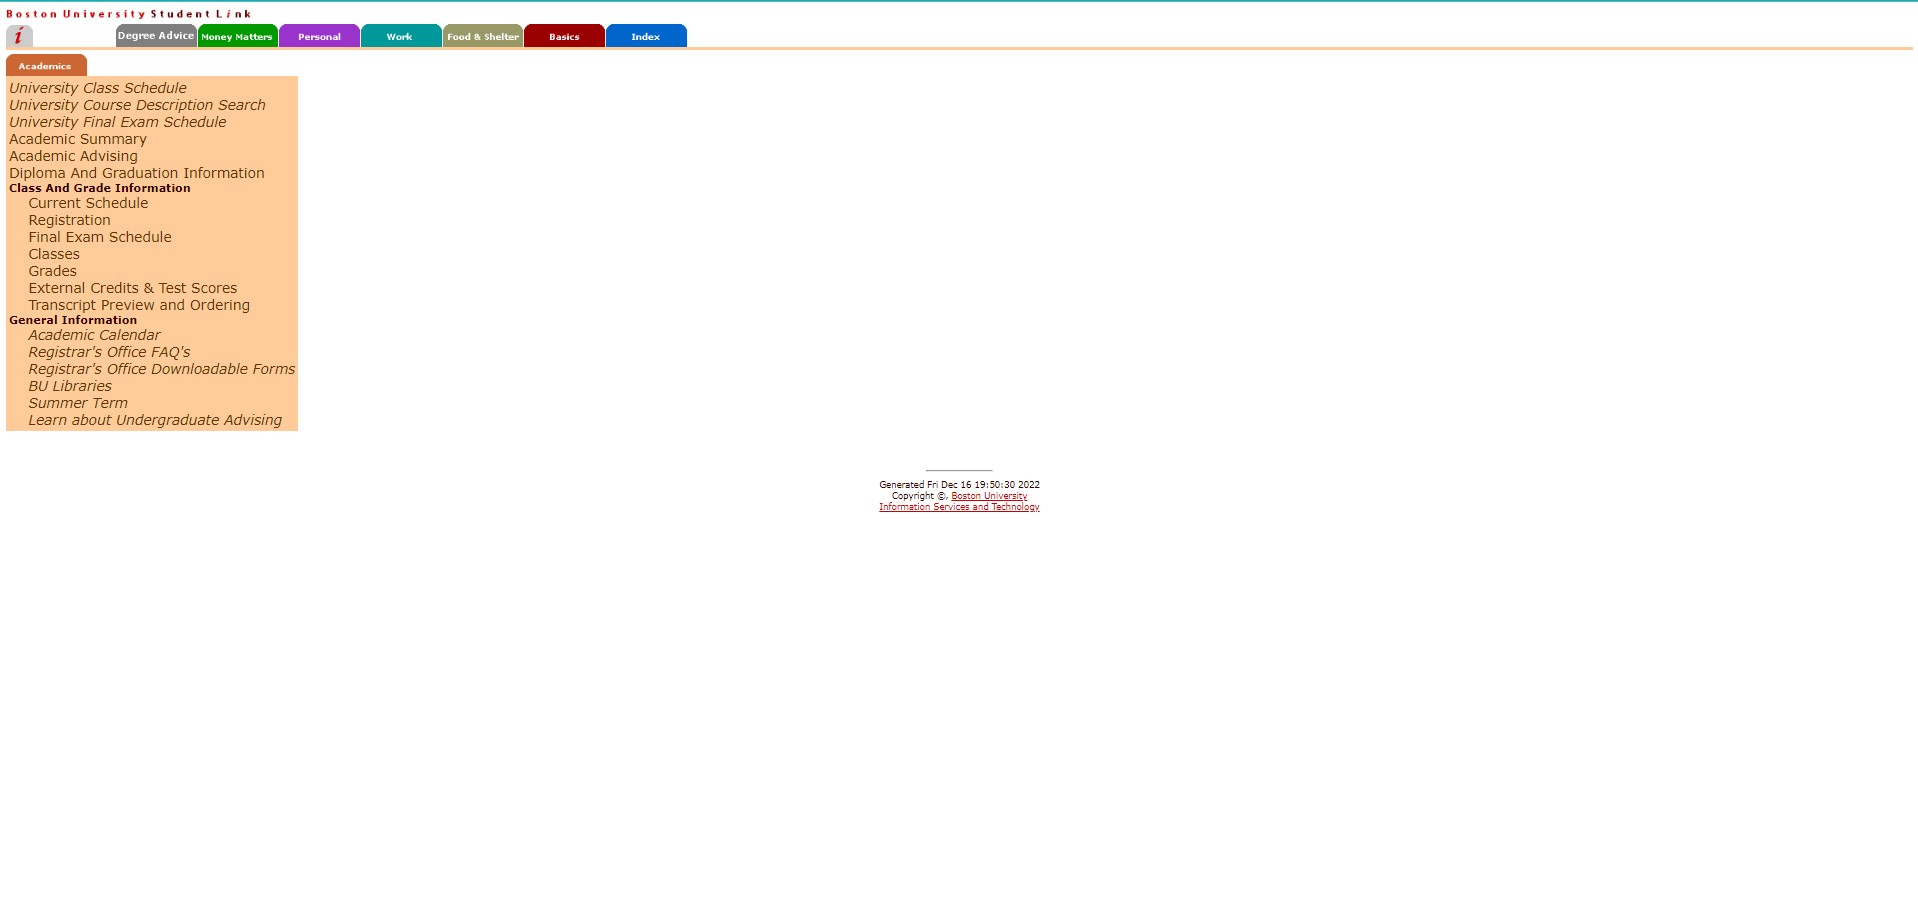 Boston University Student Link
i
Degree Advice Money Matters Personal Work Food & Shelter Basics Index
Academics
University Class Schedule
University Course Description Search
University Final Exam Schedule
Academic Summary
Academic Advising
Diploma And Graduation Information
Class And Grade Information
Current Schedule
Registration
Final Exam Schedule
Classes
Grades
External Credits & Test Scores
Transcript Preview and Ordering
General Information
Academic Calendar
Registrar's Office FAQ's
Registrar's Office Downloadable Forms
BU Libraries
Summer Term
Learn about Undergraduate Advising
Generated Fri Dec 16 19:50:30 2022
Copyright ©, Boston University
Information Services and Technology